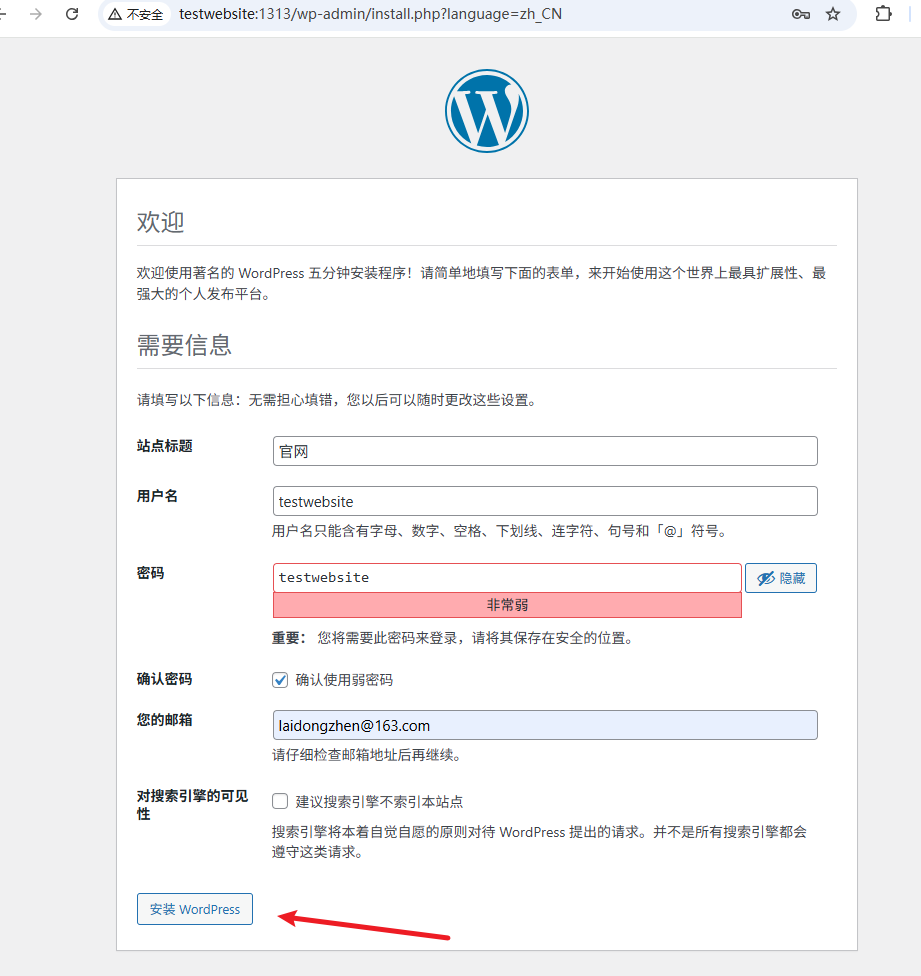 不安全 testwebsite:1313/wp-admin/install.php?language=zh_CN
欢迎
欢迎使用著名的 WordPress 五分钟安装程序！请简单地填写下面的表单，来开始使用这个世界上最具扩展性、最
强大的个人发布平台。
需要信息
请填写以下信息：无需担心填错，您以后可以随时更改这些设置。
站点标题 官网
用户名 testwebsite
用户名只能含有字母、数字、空格、下划线、连字符、句号和「@」符号。
密码 testwebsite 隐藏
非常弱
重要： 您将需要此密码来登录，请将其保存在安全的位置。
确认密码 确认使用弱密码
您的邮箱 laidongzhen@163.com
请仔细检查邮箱地址后再继续。
对搜索引擎的可见
性
建议搜索引擎不索引本站点
搜索引擎将本着自觉自愿的原则对待 WordPress 提出的请求。并不是所有搜索引擎都会
遵守这类请求。
安装 WordPress